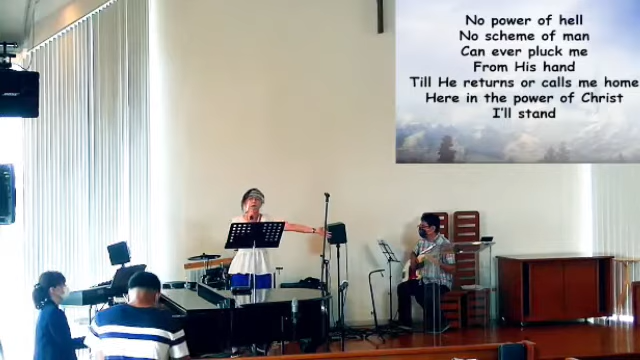 No power of hell
No scheme of man
Can ever pluck me
From His hand
Till He returns or calls me home
Here in the power of Christ
I'll stand